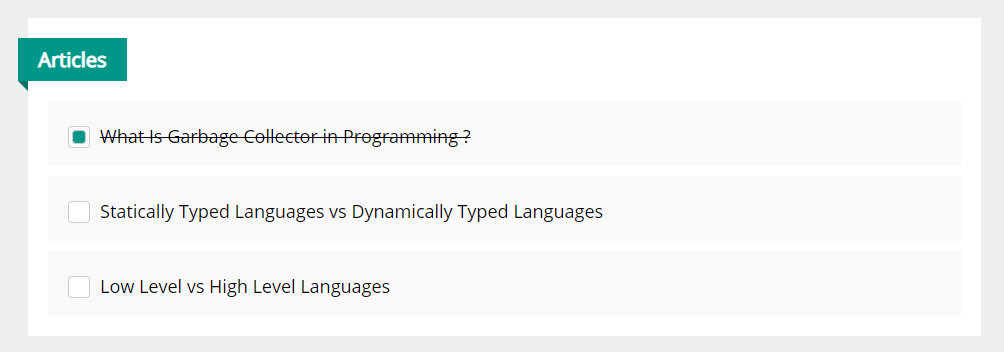 Articles
What Is Garbage Collector in Programming ?
Statically Typed Languages vs Dynamically Typed Languages
Low Level vs High Level Languages